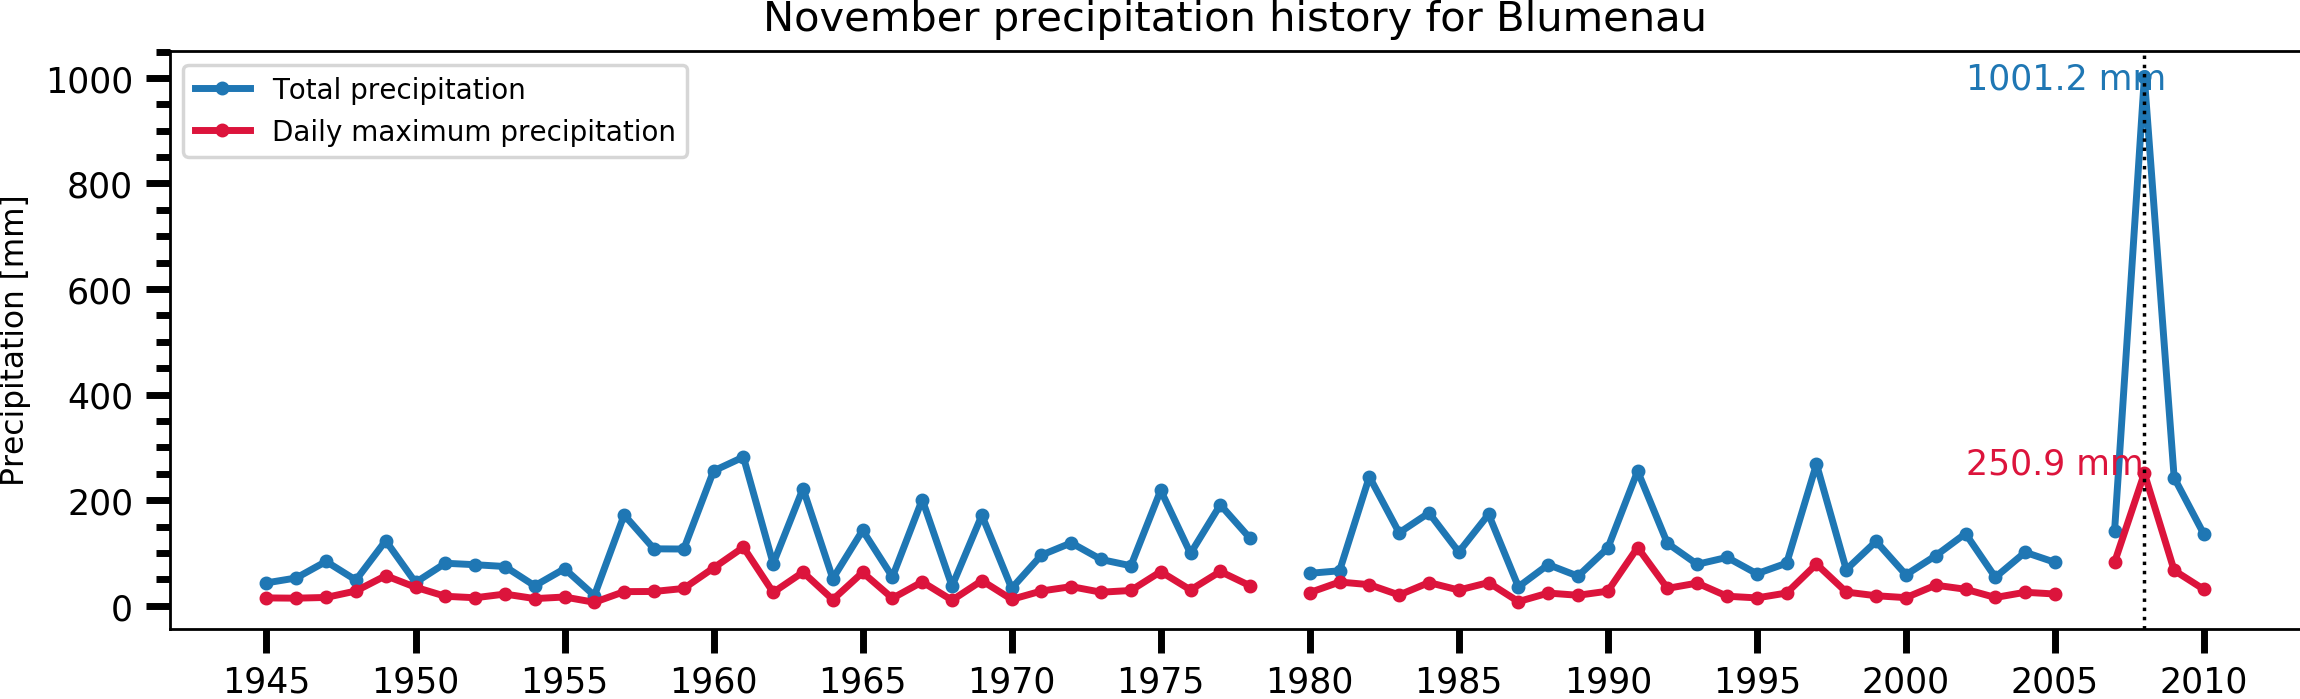 November precipitation history for Blumenau
Precipitation [mm]
1000
800
600
400
200
0
Total precipitation
Daily maximum precipitation
1001.2 mm
250.9 mm
1945 1950 1955 1960 1965 1970 1975 1980 1985 1990 1995 2000 2005 2010